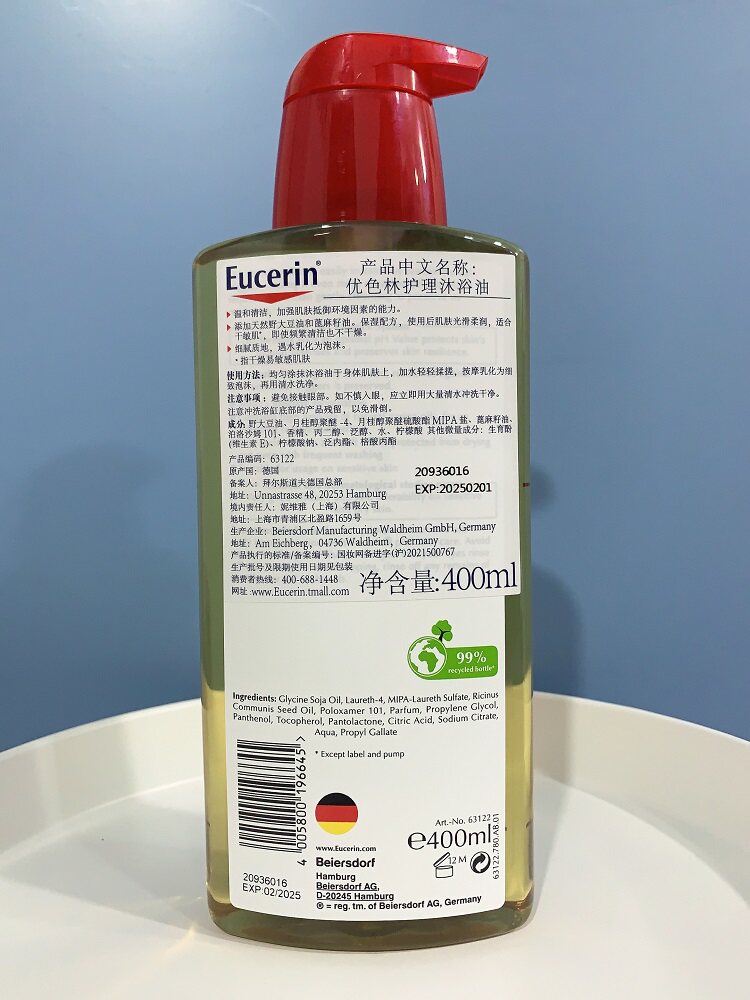 Eucerin®
产品中文名称:
优色林护理沐浴油
温和清洁、加强肌肤抵御环境因素的能力。
添加天然野大豆油和蓖麻籽油。保湿配方，使用后肌肤光滑柔润，适合
干敏肌*，即使频繁清洁也不干燥。
细腻质地，遇水乳化为泡沫。
*指干燥易敏感肌肤
使用方法：均匀涂抹沐浴油于身体肌肤上，加水轻轻揉搓，按摩乳化为细
致泡沫，再用清水洗净。
注意事项：避免接触眼部。如不慎入眼，应立即用大量清水冲洗干净。
注意冲洗浴缸底部的产品残留，以免滑倒。
成分: 野大豆油、月桂醇聚醚-4、月桂醇聚醚硫酸酯 MIPA 盐、蓖麻籽油、
泊洛沙姆 101、香精、丙二醇、泛醇、水、柠檬酸 其他微量成分：生育酚
(维生素 E)、柠檬酸钠、泛内酯、棓酸丙酯
产品编码：63122
原产国：德国
备案人：拜尔斯道夫德国总部
地址：Unnastrasse 48, 20253 Hamburg
境内责任人：妮维雅（上海）有限公司
地址：上海市青浦区北盈路1659号
生产企业：Beiersdorf Manufacturing Waldheim GmbH, Germany
地址：Am Eichberg，04736 Waldheim，Germany
产品执行的标准/备案编号：国妆网备进字(沪)2021500767
生产批号及限期使用日期见包装
消费者热线：400-688-1448
网址:www.Eucerin.tmall.com
20936016
EXP:20250201
净含量:400ml
99%
recycled bottle*
Ingredients: Glycine Soja Oil, Laureth-4, MIPA-Laureth Sulfate, Ricinus
Communis Seed Oil, Poloxamer 101, Parfum, Propylene Glycol,
Panthenol, Tocopherol, Pantolactone, Citric Acid, Sodium Citrate,
Aqua, Propyl Gallate
* Except label and pump
4 005800 196645 >
www.Eucerin.com
Beiersdorf
Hamburg
Beiersdorf AG,
D-20245 Hamburg
® = reg. tm. of Beiersdorf AG, Germany
20936016
EXP:02/2025
Art.-No. 63122
℮400ml
12 M
63122.780.AB.01